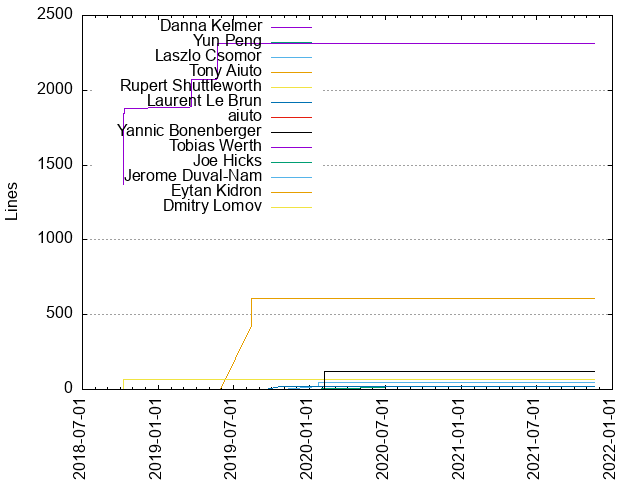 2500
2000
1500
1000
500
0
Lines
Danna Kelmer
Yun Peng
Laszlo Csomor
Tony Aiuto
Rupert Shuttleworth
Laurent Le Brun
aiuto
Yannic Bonenberger
Tobias Werth
Joe Hicks
Jerome Duval-Nam
Eytan Kidron
Dmitry Lomov
2018-07-01
2019-01-01
2019-07-01
2020-01-01
2020-07-01
2021-01-01
2021-07-01
2022-01-01